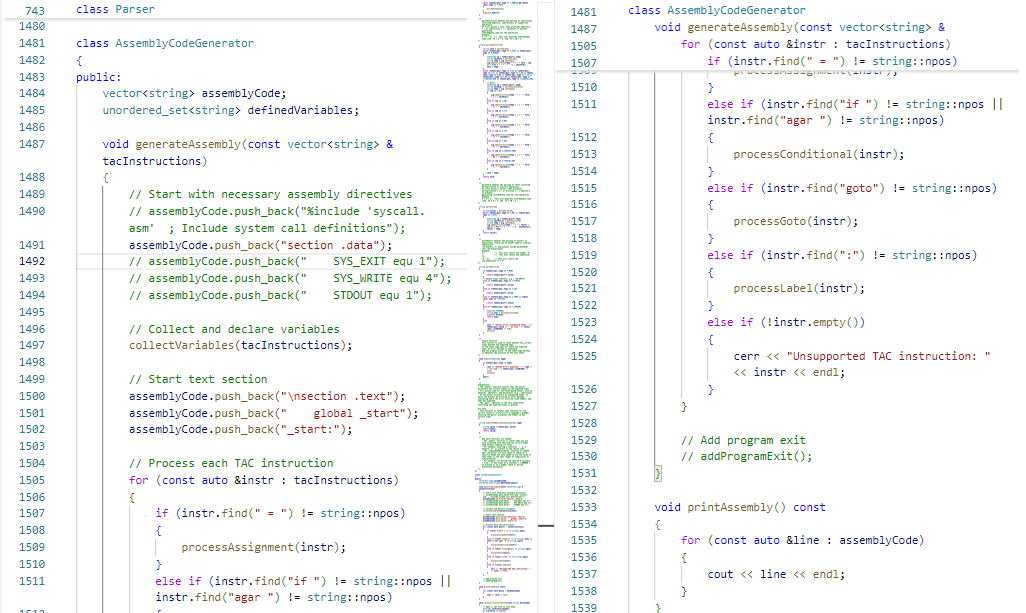 743 class Parser
1480
1481 class AssemblyCodeGenerator
1482 {
1483 public:
1484 vector<string> assemblyCode;
1485 unordered_set<string> definedVariables;
1486
1487 void generateAssembly(const vector<string> &
tacInstructions)
1488 {
1489 // Start with necessary assembly directives
1490 // assemblyCode.push_back("%include 'syscall.
asm'  ; Include system call definitions");
1491 assemblyCode.push_back("section .data");
1492 // assemblyCode.push_back("    SYS_EXIT equ 1");
1493 // assemblyCode.push_back("    SYS_WRITE equ 4");
1494 // assemblyCode.push_back("    STDOUT equ 1");
1495
1496 // Collect and declare variables
1497 collectVariables(tacInstructions);
1498
1499 // Start text section
1500 assemblyCode.push_back("\nsection .text");
1501 assemblyCode.push_back("    global _start");
1502 assemblyCode.push_back("_start:");
1503
1504 // Process each TAC instruction
1505 for (const auto &instr : tacInstructions)
1506 {
1507 if (instr.find(" = ") != string::npos)
1508 {
1509 processAssignment(instr);
1510 }
1511 else if (instr.find("if ") != string::npos ||
instr.find("agar ") != string::npos)
1512 {
1481 class AssemblyCodeGenerator
1487 void generateAssembly(const vector<string> &
1505 for (const auto &instr : tacInstructions)
1507 if (instr.find(" = ") != string::npos)
1509 processAssignment(instr);
1510 }
1511 else if (instr.find("if ") != string::npos ||
instr.find("agar ") != string::npos)
1512 {
1513 processConditional(instr);
1514 }
1515 else if (instr.find("goto") != string::npos)
1516 {
1517 processGoto(instr);
1518 }
1519 else if (instr.find(":") != string::npos)
1520 {
1521 processLabel(instr);
1522 }
1523 else if (!instr.empty())
1524 {
1525 cerr << "Unsupported TAC instruction: "
<< instr << endl;
1526 }
1527 }
1528
1529 // Add program exit
1530 // addProgramExit();
1531 }
1532
1533 void printAssembly() const
1534 {
1535 for (const auto &line : assemblyCode)
1536 {
1537 cout << line << endl;
1538 }
1539 }